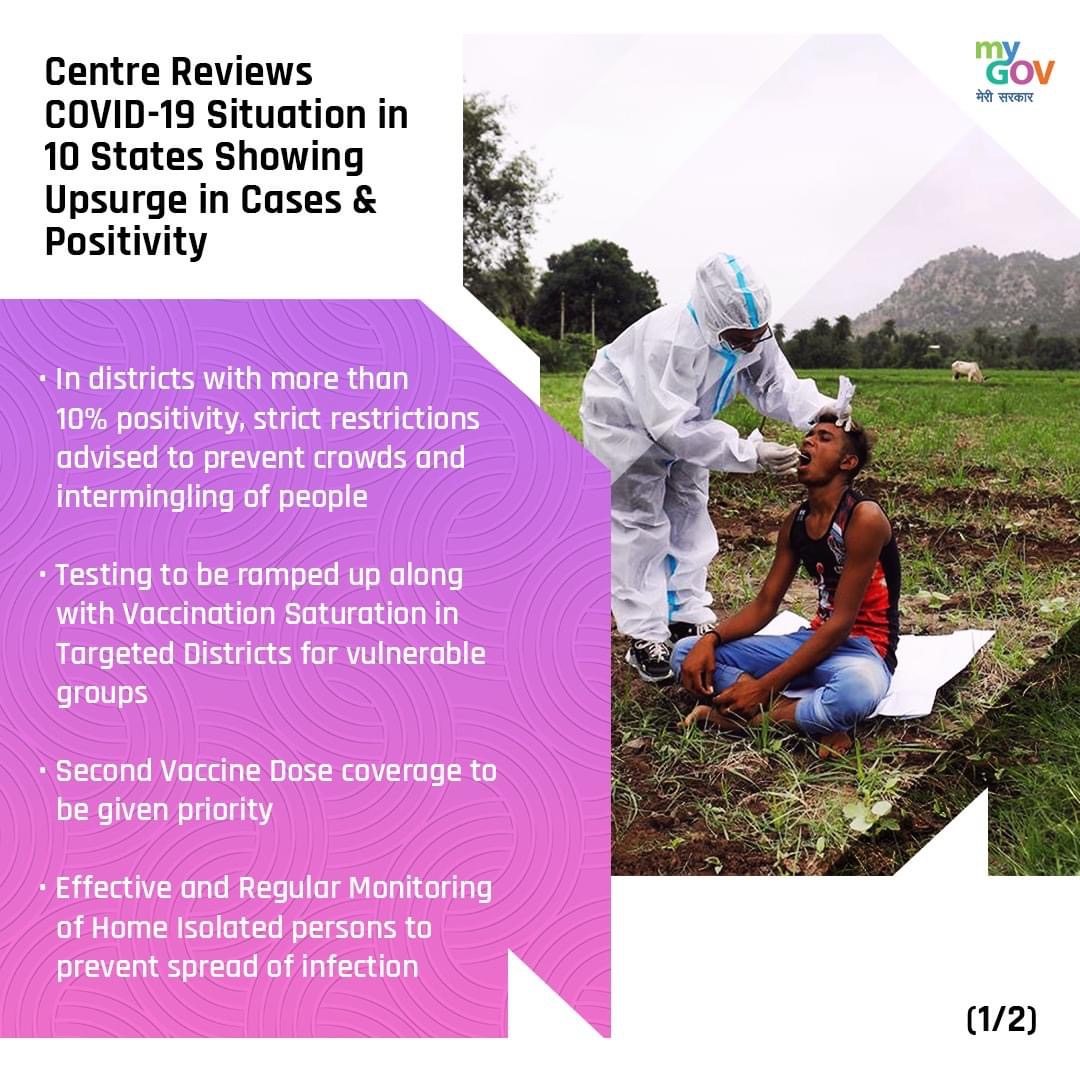 Centre Reviews
COVID-19 Situation in
10 States Showing
Upsurge in Cases &
Positivity
my
GOV
मेरी सरकार
• In districts with more than
10% positivity, strict restrictions
advised to prevent crowds and
intermingling of people
• Testing to be ramped up along
with Vaccination Saturation in
Targeted Districts for vulnerable
groups
• Second Vaccine Dose coverage to
be given priority
• Effective and Regular Monitoring
of Home Isolated persons to
prevent spread of infection
(1/2)